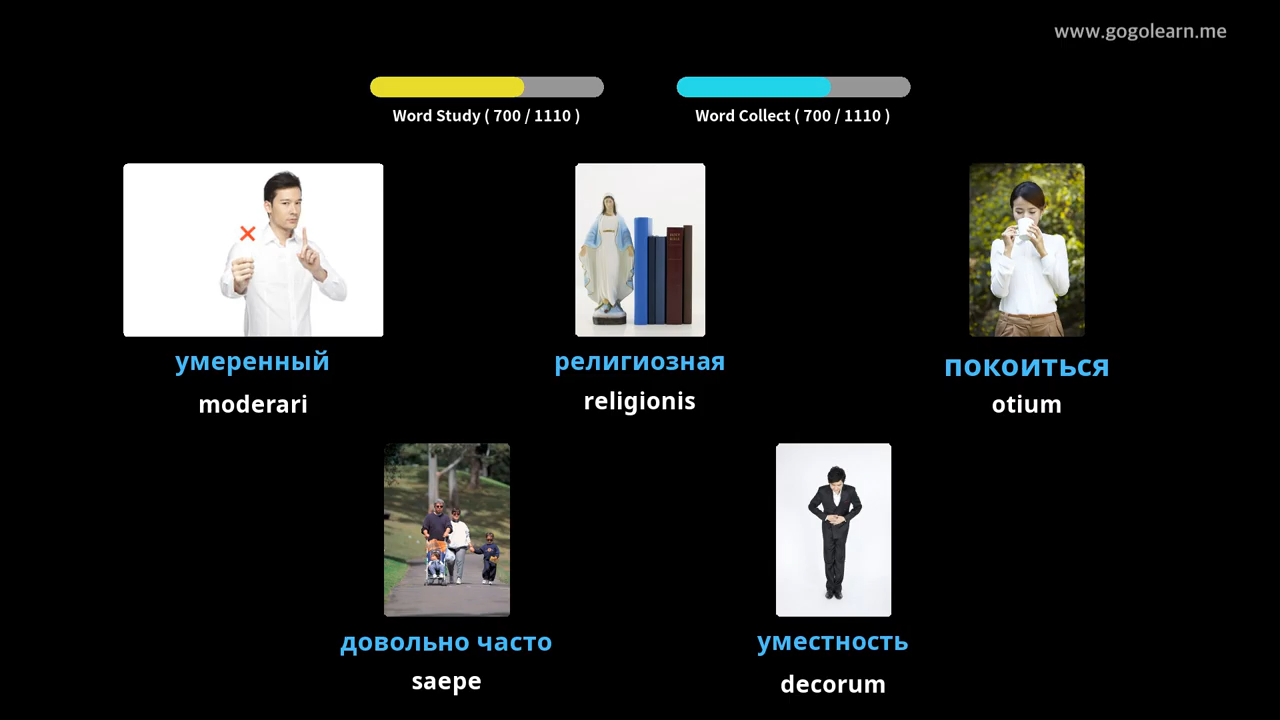 www.gogolearn.me
Word Study ( 700 / 1110 )
Word Collect ( 700 / 1110 )
умеренный
moderari
религиозная
religionis
покоиться
otium
довольно часто
saepe
уместность
decorum